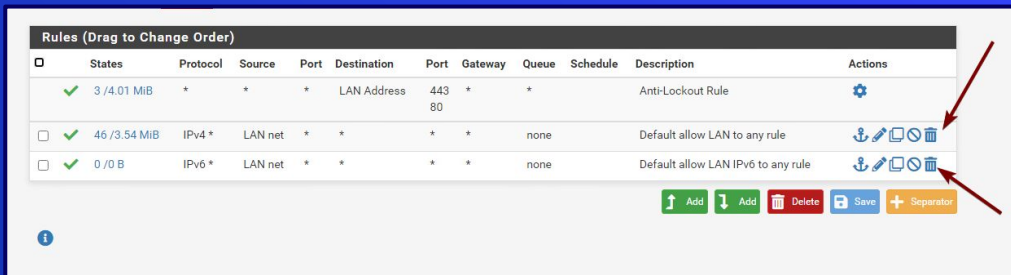 Rules (Drag to Change Order)
States Protocol Source Port Destination Port Gateway Queue Schedule Description Actions
3 /4.01 MiB * * * LAN Address 443 * * Anti-Lockout Rule
80
46 /3.54 MiB IPv4 * LAN net * * * * none Default allow LAN to any rule
0 /0 B IPv6 * LAN net * * * * none Default allow LAN IPv6 to any rule
Add Add Delete Save Separator